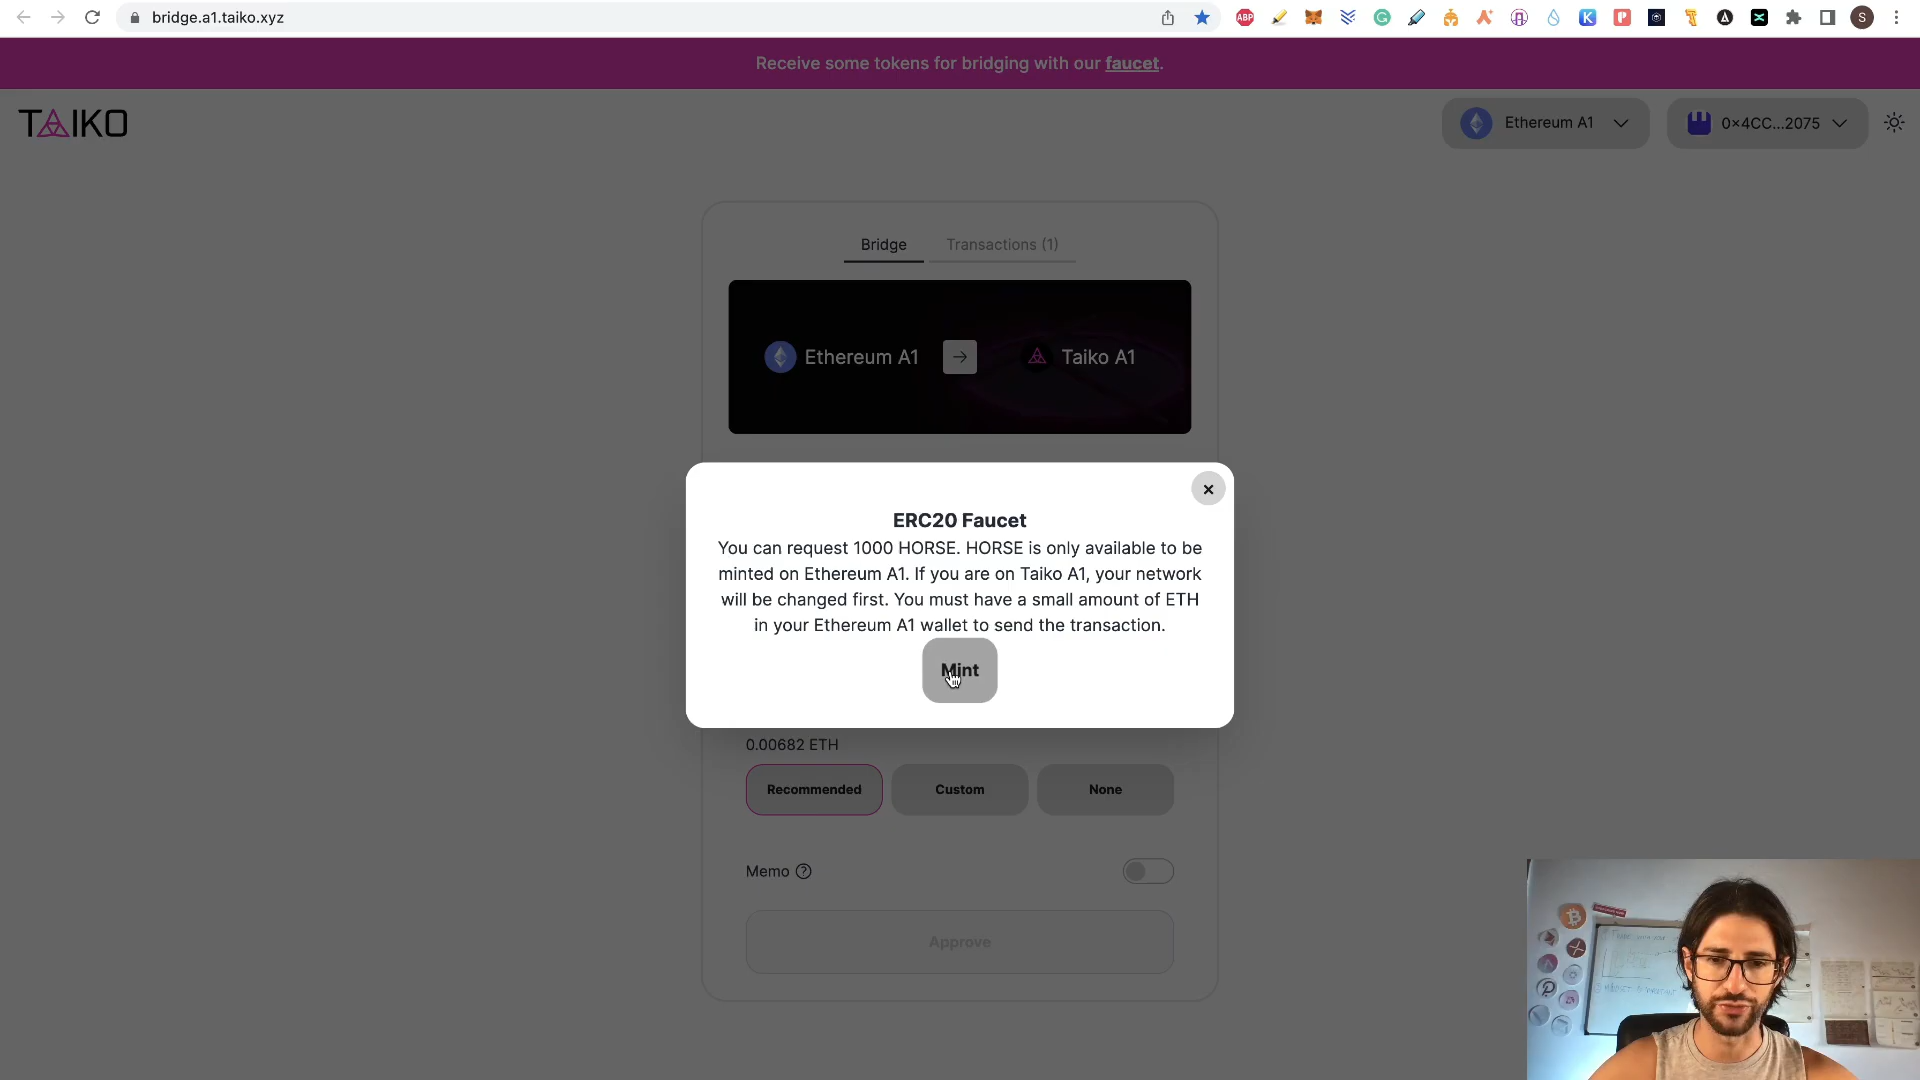 bridge.a1.taiko.xyz
ABP
S
Receive some tokens for bridging with our faucet.
TAIKO
Ethereum A1
0×4CC...2075
Bridge
Transactions (1)
Ethereum A1
Taiko A1
ERC20 Faucet
You can request 1000 HORSE. HORSE is only available to be
minted on Ethereum A1. If you are on Taiko A1, your network
will be changed first. You must have a small amount of ETH
in your Ethereum A1 wallet to send the transaction.
Mint
0.00682 ETH
Recommended
Custom
None
Memo
Approve